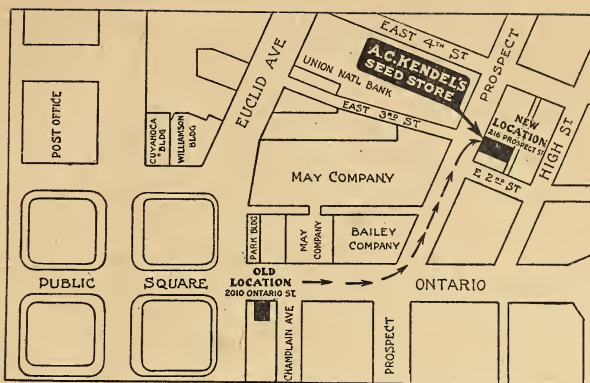 EAST 4TH ST
PROSPECT
A.C. KENDEL'S
SEED STORE
EUCLID AVE
UNION NATL BANK
EAST 3RD ST
POST OFFICE
CUYAHOGA
BLDG
WILLIAMSON
BLDG
NEW
LOCATION
216 PROSPECT ST
HIGH ST
E 2ND ST
MAY COMPANY
PARK BLDG
MAY
COMPANY
BAILEY
COMPANY
PUBLIC SQUARE
OLD
LOCATION
2010 ONTARIO ST.
ONTARIO
CHAMPLAIN AVE
PROSPECT